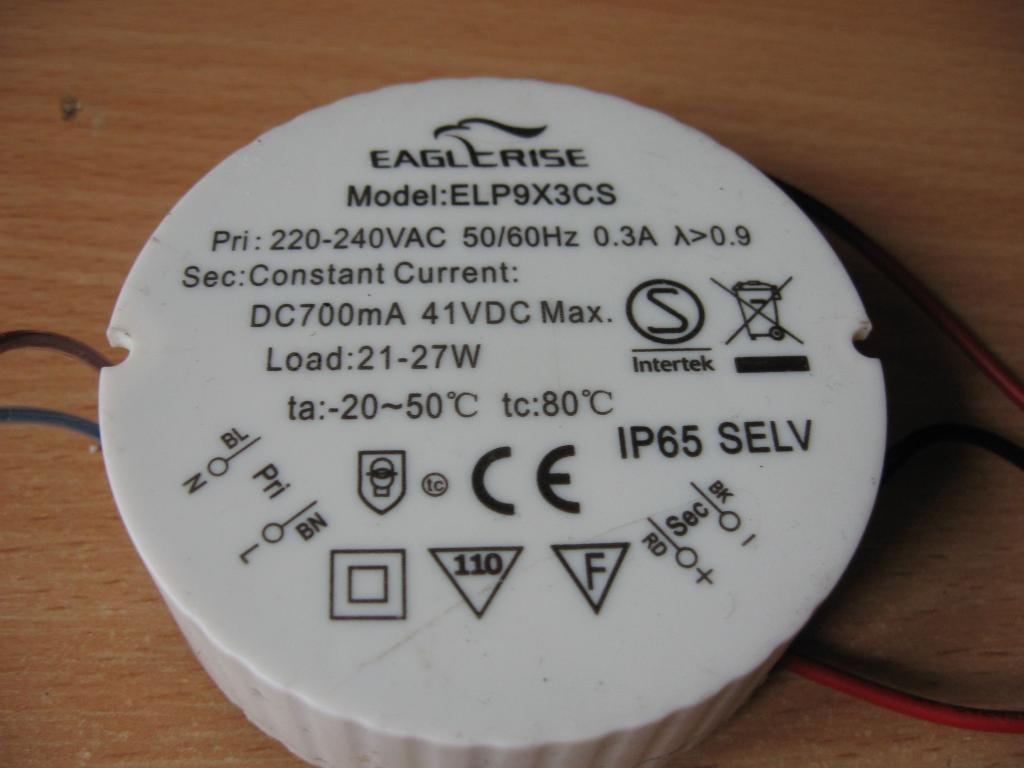 EAGLERISE
Model:ELP9X3CS
Pri: 220-240VAC 50/60Hz 0.3A λ>0.9
Sec:Constant Current:
DC700mA 41VDC Max.
Load:21-27W
S
Intertek
ta:-20~50℃ tc:80℃
IP65 SELV
N BL
Pri
L BN
tc
CE
BK -
Sec
RD +
110
F